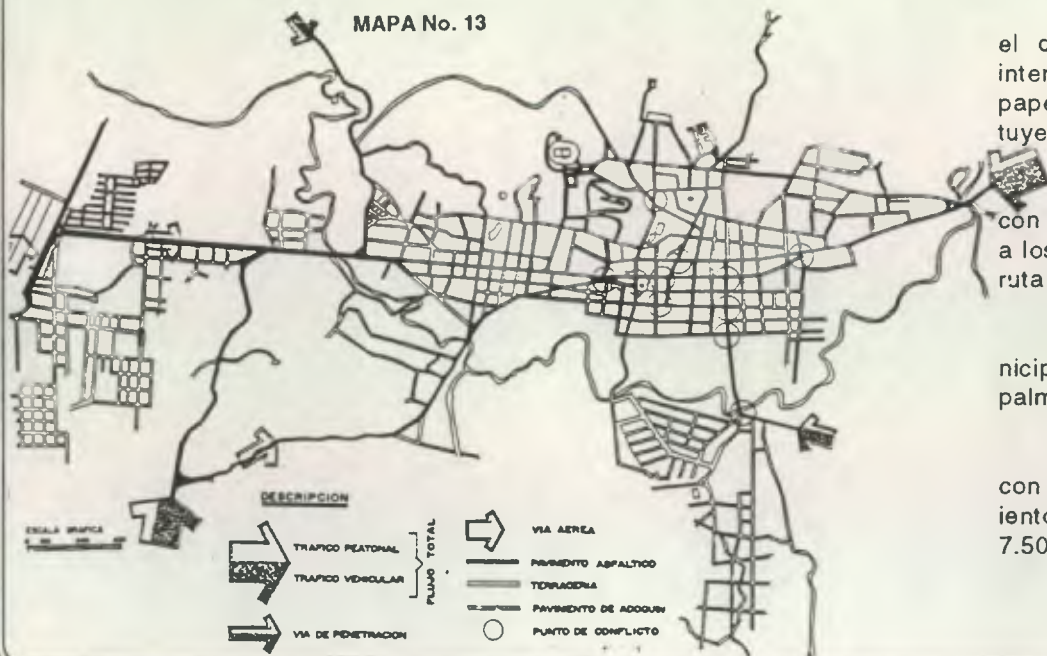 MAPA No. 13
DESCRIPCION
ESCALA GRAFICA
TRAFICO PEATONAL
TRAFICO VEHICULAR
FLUJO TOTAL
VIA DE PENETRACION
VIA AEREA
PAVIMENTO ASFALTICO
TERRACERIA
PAVIMENTO DE ADOQUIN
PUNTO DE CONFLICTO
el
inter
pape
tuye
con
a los
ruta
nicip
palm
con
iento
7.50